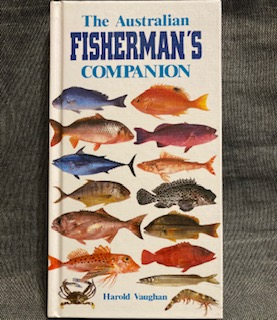 The Australian
FISHERMAN'S
COMPANION
Harold Vaughan